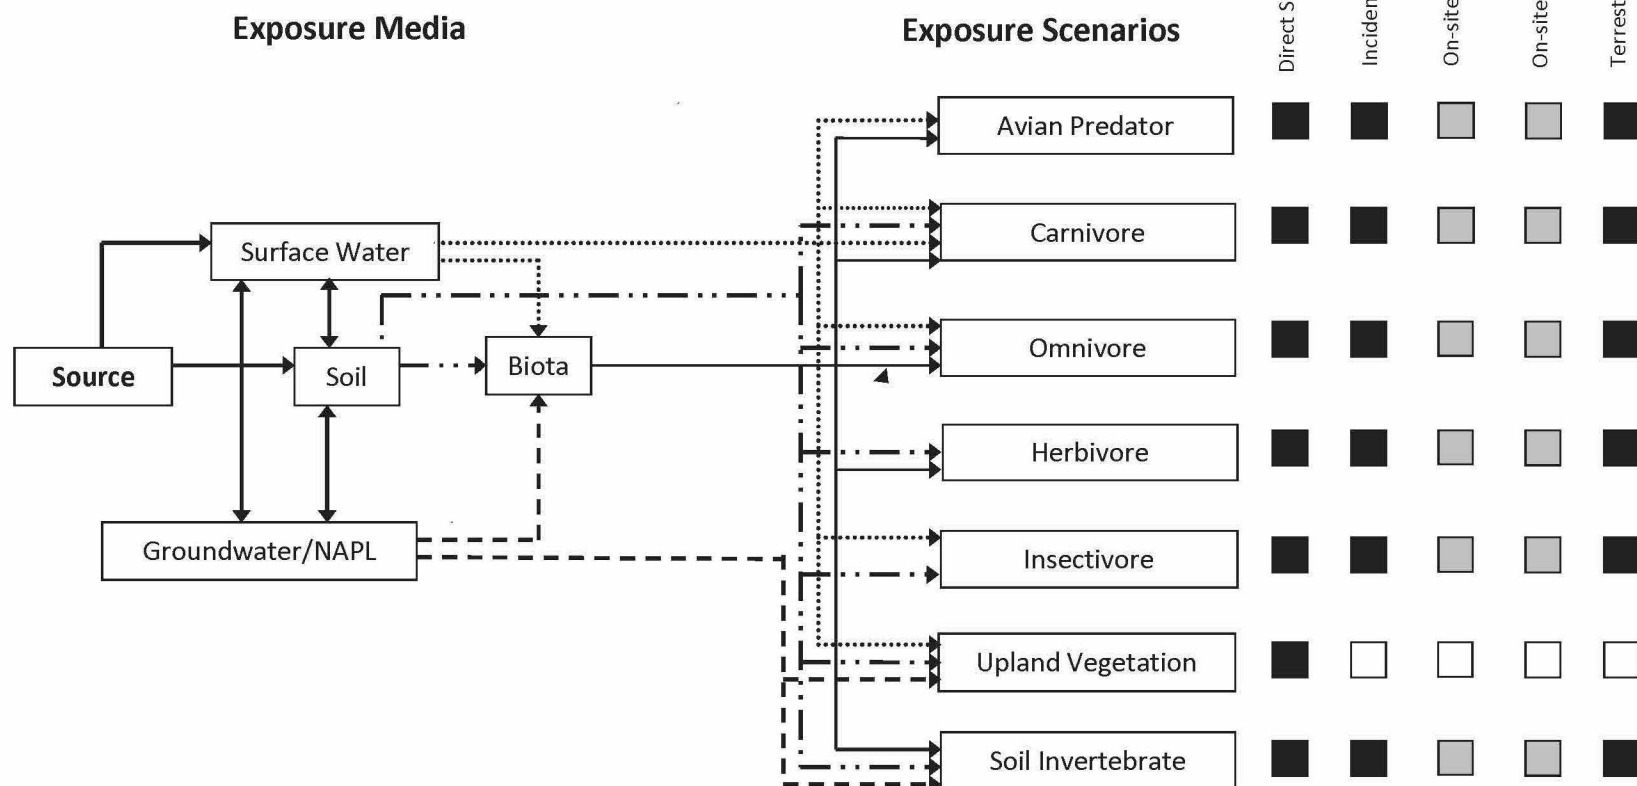 Exposure Media
Exposure Scenarios
Direct S
Inciden
On-site
On-site
Terrest
Avian Predator
Carnivore
Surface Water
Omnivore
Source
Soil
Biota
Herbivore
Groundwater/NAPL
Insectivore
Upland Vegetation
Soil Invertebrate